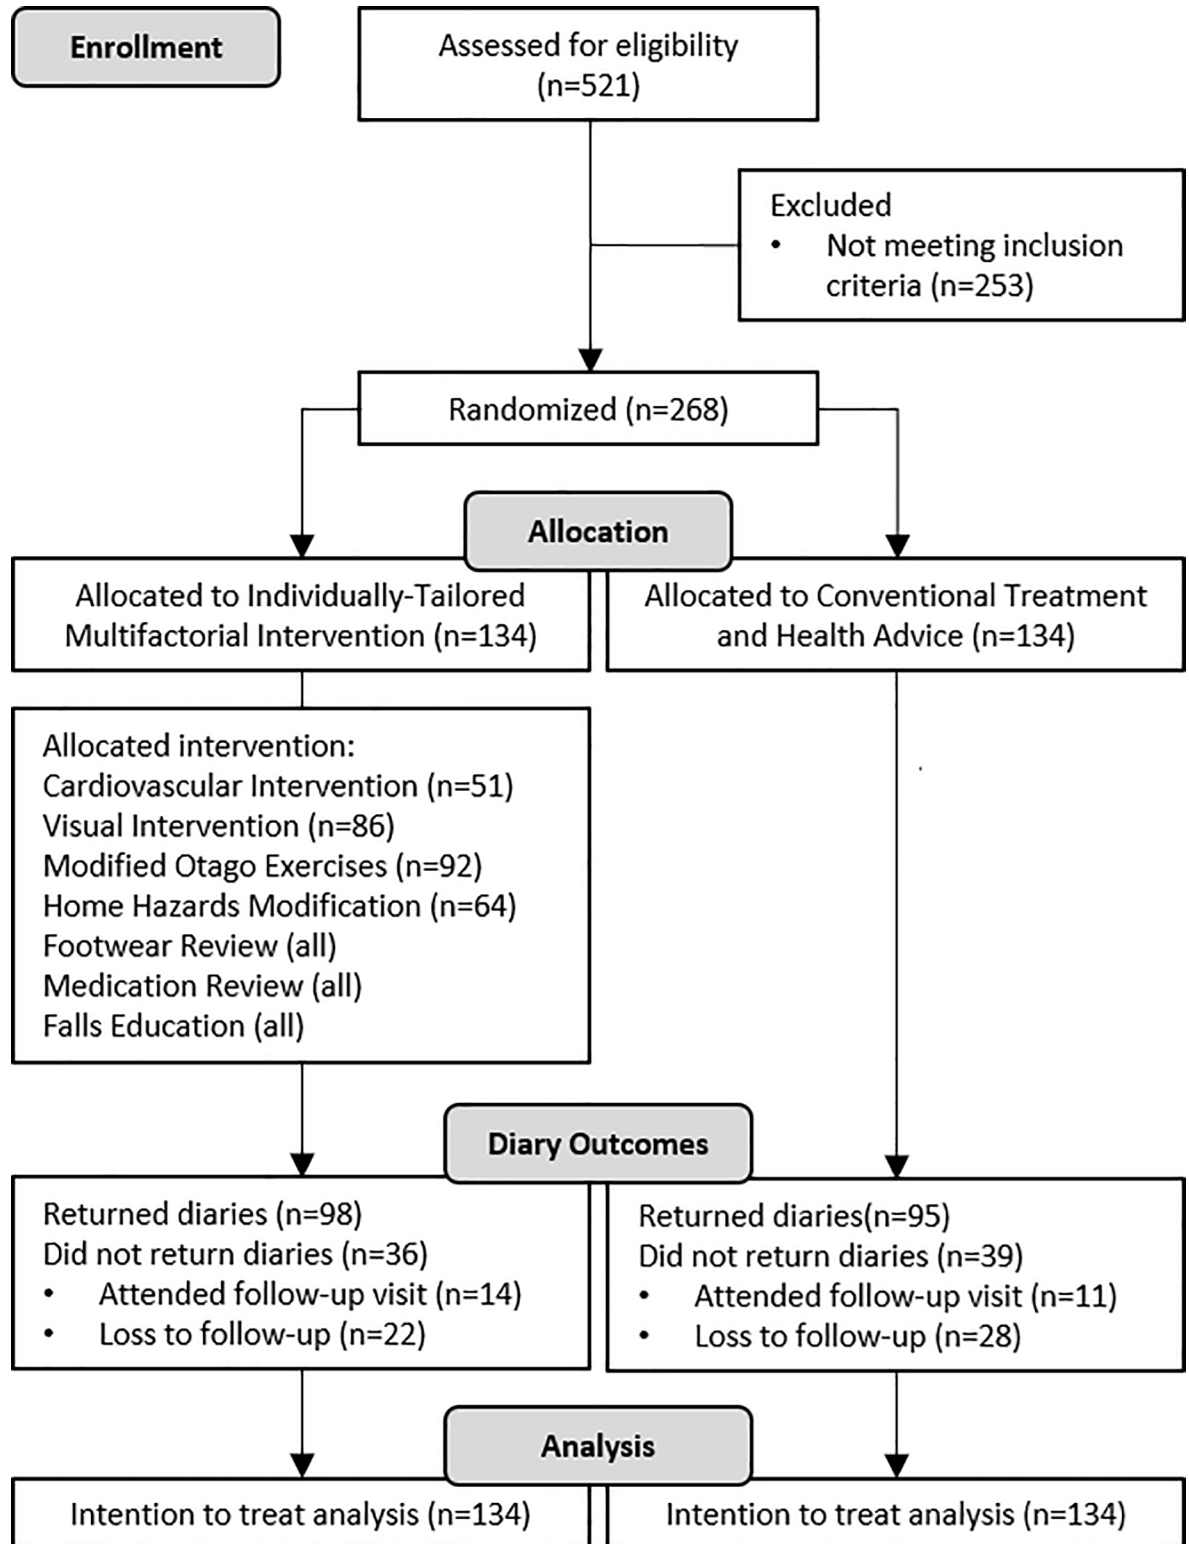 Enrollment
Assessed for eligibility
(n=521)
Excluded
• Not meeting inclusion
criteria (n=253)
Randomized (n=268)
Allocation
Allocated to Individually-Tailored
Multifactorial Intervention (n=134)
Allocated to Conventional Treatment
and Health Advice (n=134)
Allocated intervention:
Cardiovascular Intervention (n=51)
Visual Intervention (n=86)
Modified Otago Exercises (n=92)
Home Hazards Modification (n=64)
Footwear Review (all)
Medication Review (all)
Falls Education (all)
Diary Outcomes
Returned diaries (n=98)
Did not return diaries (n=36)
• Attended follow-up visit (n=14)
• Loss to follow-up (n=22)
Returned diaries(n=95)
Did not return diaries (n=39)
• Attended follow-up visit (n=11)
• Loss to follow-up (n=28)
Analysis
Intention to treat analysis (n=134)
Intention to treat analysis (n=134)